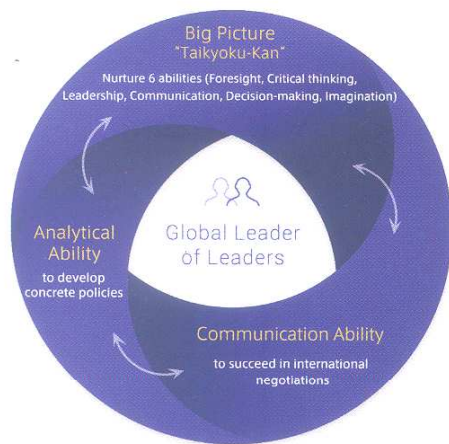 Big Picture
"Taikyoku-Kan"
Nurture 6 abilities (Foresight, Critical thinking,
Leadership, Communication, Decision-making, Imagination)
Analytical
Ability
to develop
concrete policies
Global Leader
of Leaders
Communication Ability
to succeed in international
negotiations